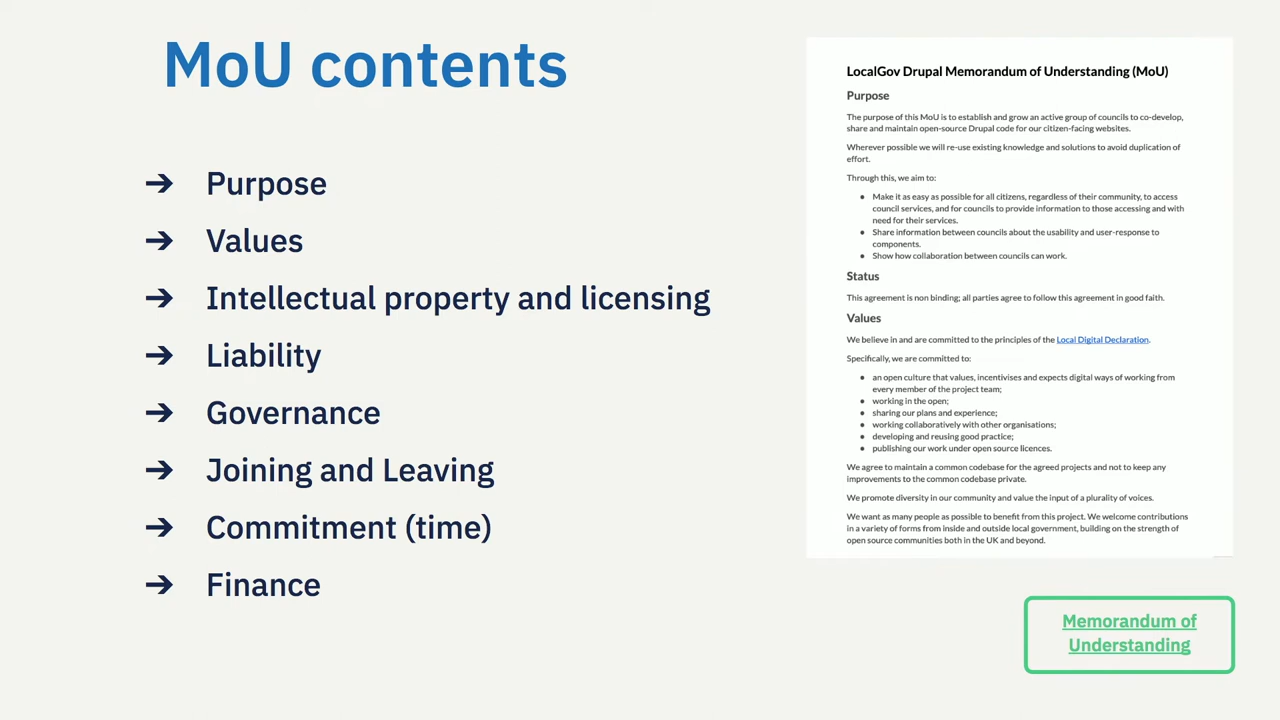 MoU contents
➔ Purpose
➔ Values
➔ Intellectual property and licensing
➔ Liability
➔ Governance
➔ Joining and Leaving
➔ Commitment (time)
➔ Finance
LocalGov Drupal Memorandum of Understanding (MoU)
Purpose
The purpose of this MoU is to establish and grow an active group of councils to co-develop,
share and maintain open-source Drupal code for our citizen-facing websites.
Wherever possible we will re-use existing knowledge and solutions to avoid duplication of
effort.
Through this, we aim to:
● Make it as easy as possible for all citizens, regardless of their community, to access
council services, and for councils to provide information to those accessing and with
need for their services.
● Share information between councils about the usability and user-response to
components.
● Show how collaboration between councils can work.
Status
This agreement is non binding; all parties agree to follow this agreement in good faith.
Values
We believe in and are committed to the principles of the Local Digital Declaration.
Specifically, we are committed to:
● an open culture that values, incentivises and expects digital ways of working from
every member of the project team;
● working in the open;
● sharing our plans and experience;
● working collaboratively with other organisations;
● developing and reusing good practice;
● publishing our work under open source licences.
We agree to maintain a common codebase for the agreed projects and not to keep any
improvements to the common codebase private.
We promote diversity in our community and value the input of a plurality of voices.
We want as many people as possible to benefit from this project. We welcome contributions
in a variety of forms from inside and outside local government, building on the strength of
open source communities both in the UK and beyond.
Memorandum of
Understanding